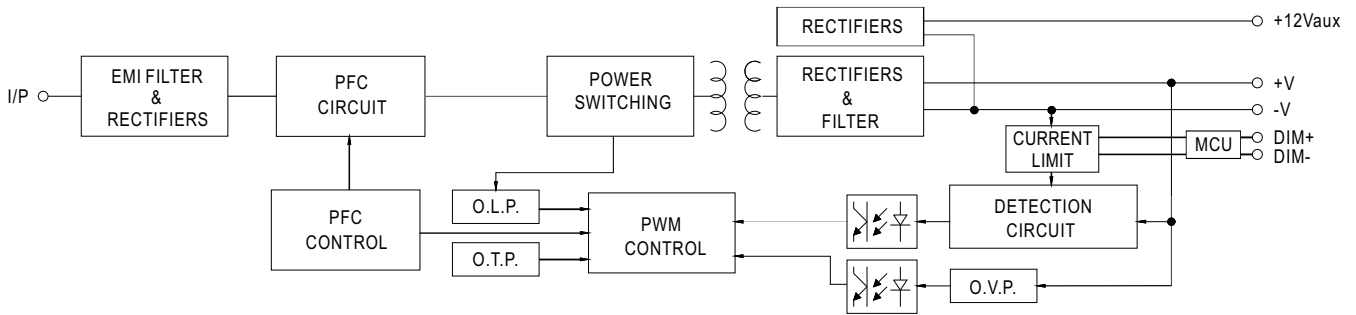 RECTIFIERS
+12Vaux
I/P
EMI FILTER
&
RECTIFIERS
PFC
CIRCUIT
POWER
SWITCHING
RECTIFIERS
&
FILTER
+V
-V
CURRENT
LIMIT
MCU
DIM+
DIM-
PFC
CONTROL
O.L.P.
O.T.P.
PWM
CONTROL
DETECTION
CIRCUIT
O.V.P.